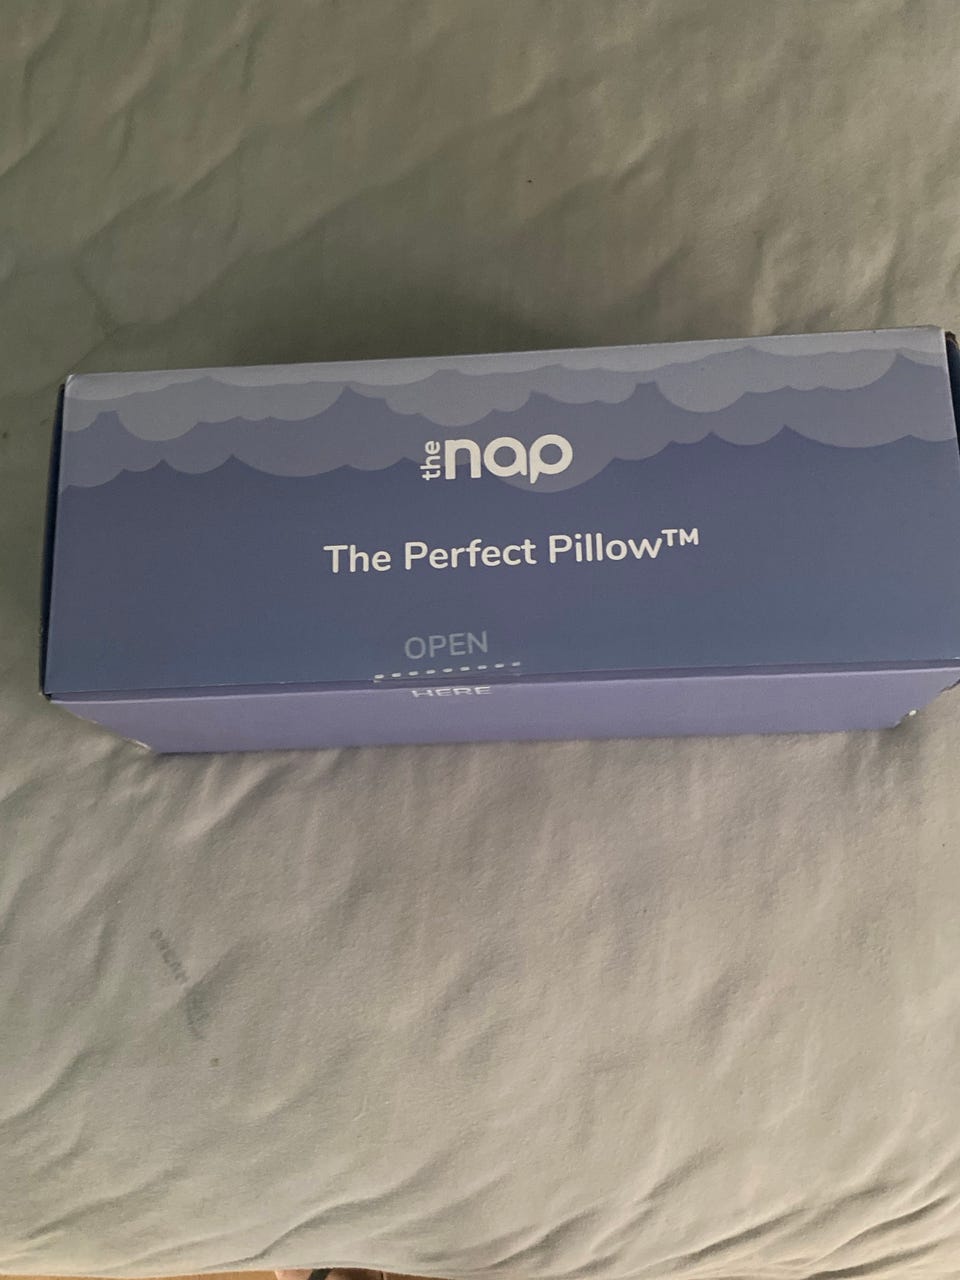 the nap
The Perfect Pillow™
OPEN
HERE